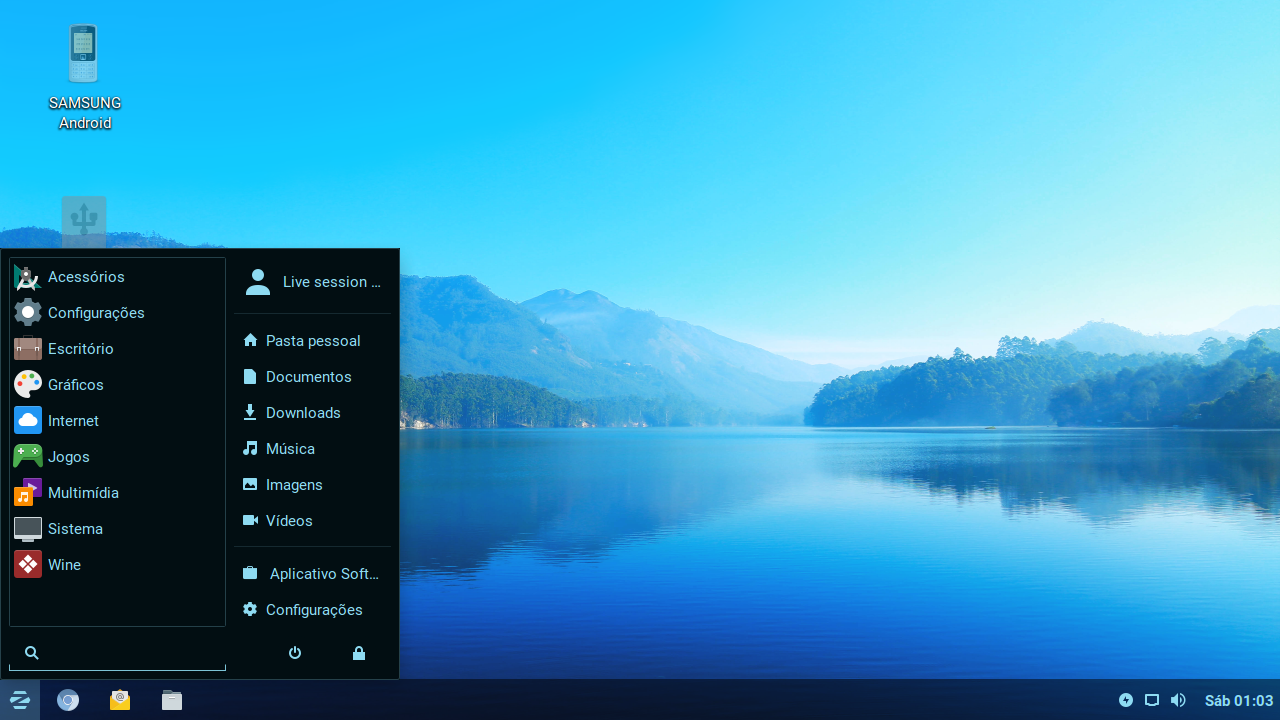 SAMSUNG
Android
Acessórios
Configurações
Escritório
Gráficos
Internet
Jogos
Multimídia
Sistema
Wine
Live session ...
Pasta pessoal
Documentos
Downloads
Música
Imagens
Vídeos
Aplicativo Soft...
Configurações
Sáb 01:03